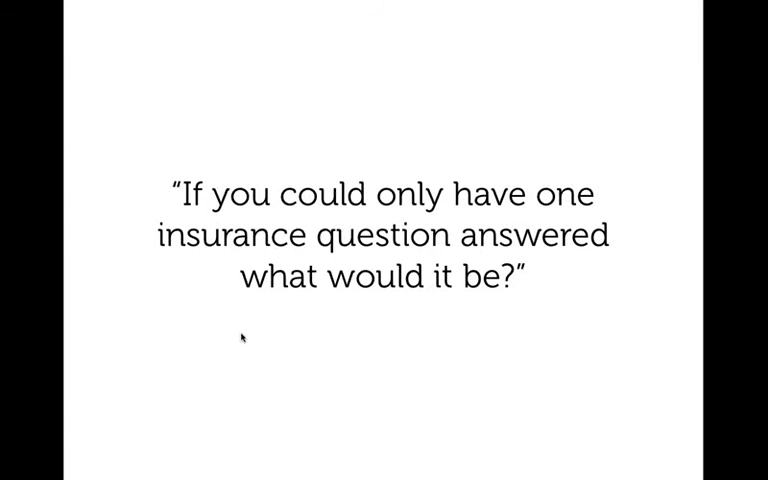 “If you could only have one
insurance question answered
what would it be?”